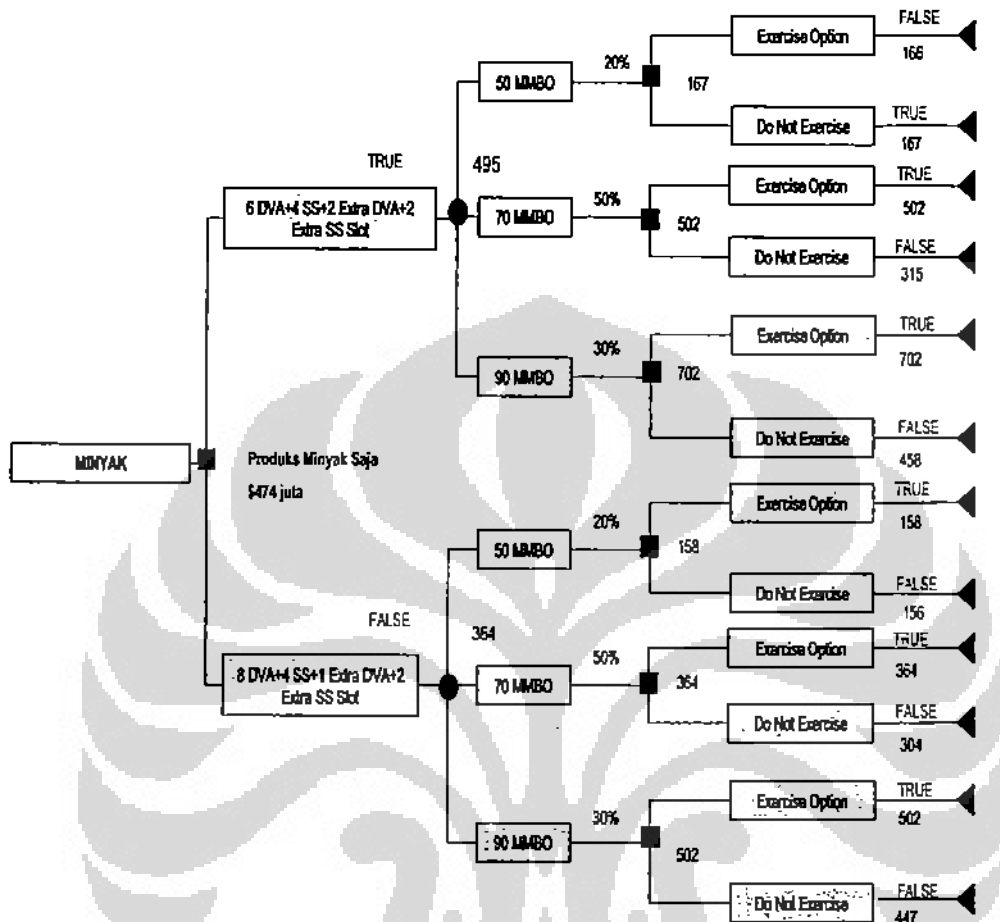 FALSE
Exercise Option
166
20%
50 MMBO
167
TRUE
Do Not Exercise
167
TRUE
495
TRUE
6 DVA+4 SS+2 Extra DVA+2
Extra SS Slot
50%
Exercise Option
502
70 MMBO
502
FALSE
Do Not Exercise
315
TRUE
Exercise Option
702
30%
90 MMBO
702
FALSE
Do Not Exercise
458
MINYAK
Produks Minyak Saja
$474 juta
TRUE
Exercise Option
158
20%
50 MMBO
158
FALSE
Do Not Exercise
156
FALSE
364
TRUE
8 DVA+4 SS+1 Extra DVA+2
Extra SS Slot
50%
Exercise Option
364
70 MMBO
364
FALSE
Do Not Exercise
304
TRUE
Exercise Option
502
30%
90 MMBO
502
FALSE
Do Not Exercise
447